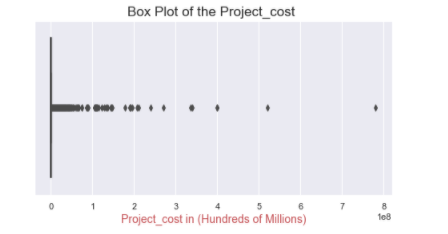 Box Plot of the Project_cost
0 1 2 3 4 5 6 7 8
1e8
Project_cost in (Hundreds of Millions)